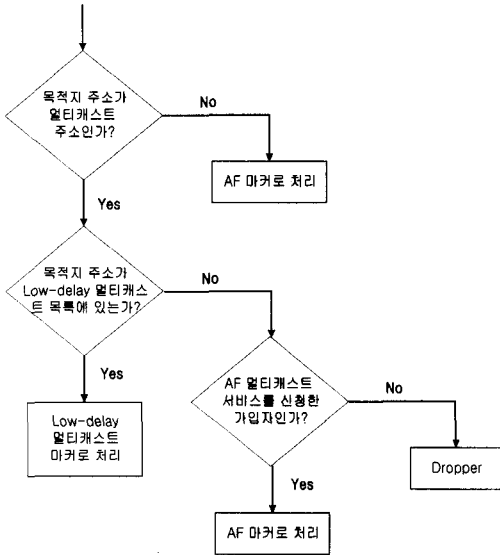 목적지 주소가
멀티캐스트
주소인가?
No
AF 마커로 처리
Yes
목적지 주소가
Low-delay 멀티캐스
트 목록에 있는가?
No
Yes
Low-delay
멀티캐스트
마커로 처리
AF 멀티캐스트
서비스를 신청한
가입자인가?
No
Dropper
Yes
AF 마커로 처리